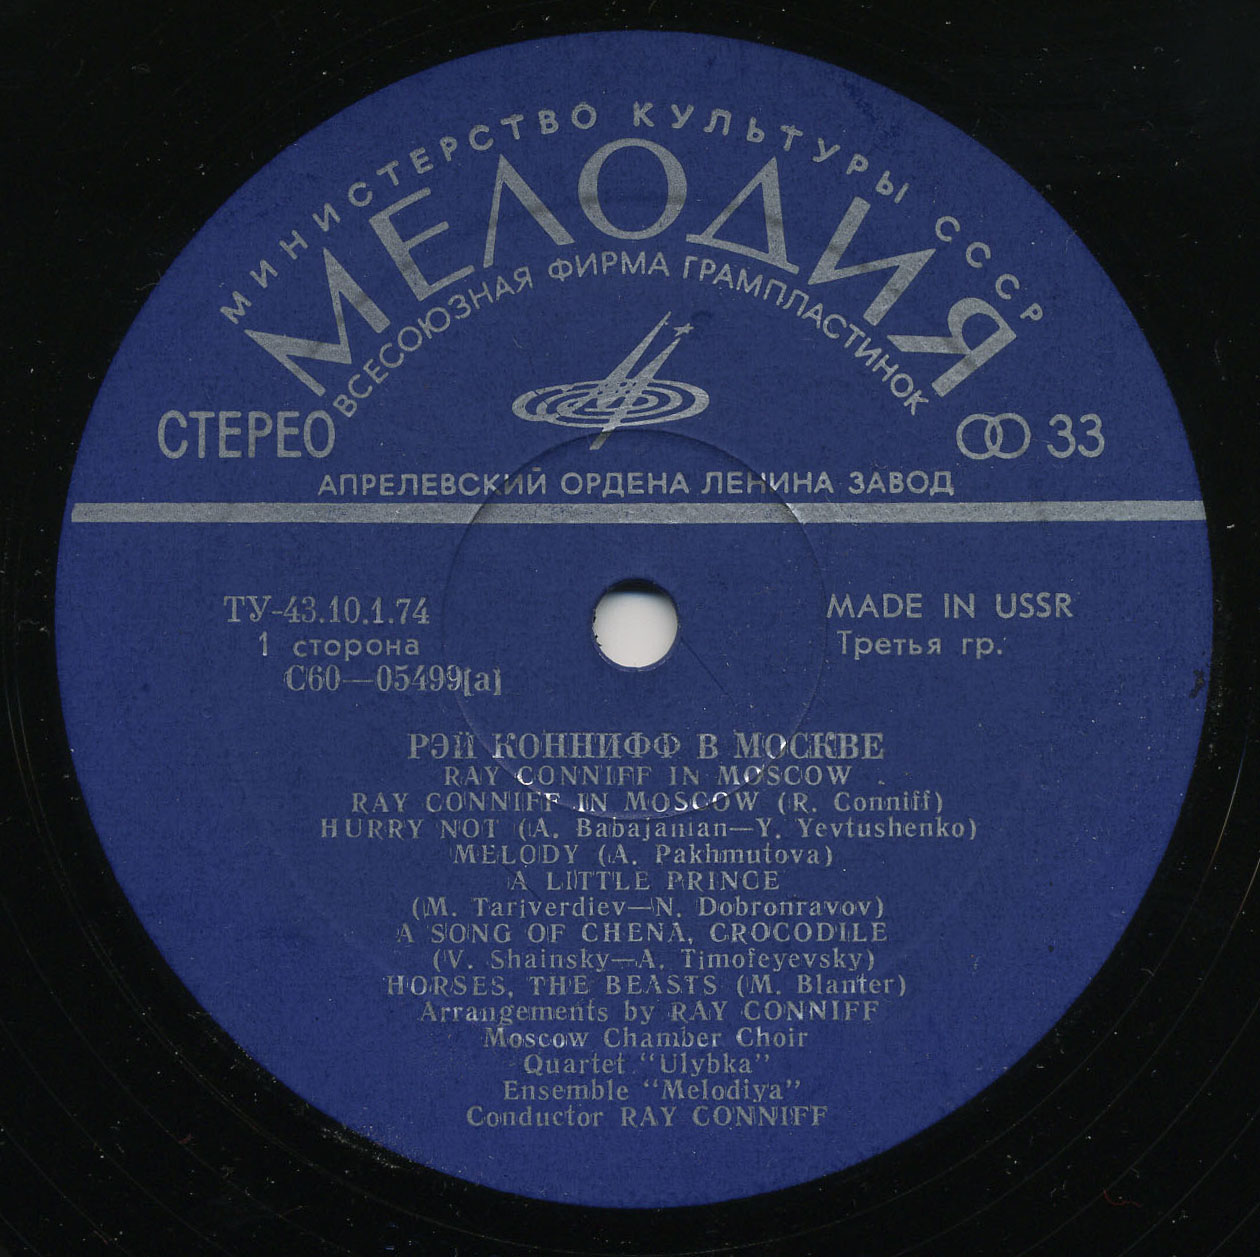 МИНИСТЕРСТВО КУЛЬТУРЫ СССР
МЕЛОДИЯ
ВСЕСОЮЗНАЯ ФИРМА ГРАМПЛАСТИНОК
СТЕРЕО
33
АПРЕЛЕВСКИЙ ОРДЕНА ЛЕНИНА ЗАВОД
ТУ-43.10.1.74
MADE IN USSR
1 сторона
Третья гр.
С60—05499[а]
РЭЙ КОННИФФ В МОСКВЕ
RAY CONNIFF IN MOSCOW
RAY CONNIFF IN MOSCOW (R. Conniff)
HURRY NOT (A. Babajanian—Y. Yevtushenko)
MELODY (A. Pakhmutova)
A LITTLE PRINCE
(M. Tariverdiev—N. Dobronravov)
A SONG OF CHENA, CROCODILE
(V. Shainsky—A. Timofeyevsky)
HORSES, THE BEASTS (M. Blanter)
Arrangements by RAY CONNIFF
Moscow Chamber Choir
Quartet "Ulybka"
Ensemble "Melodiya"
Conductor RAY CONNIFF